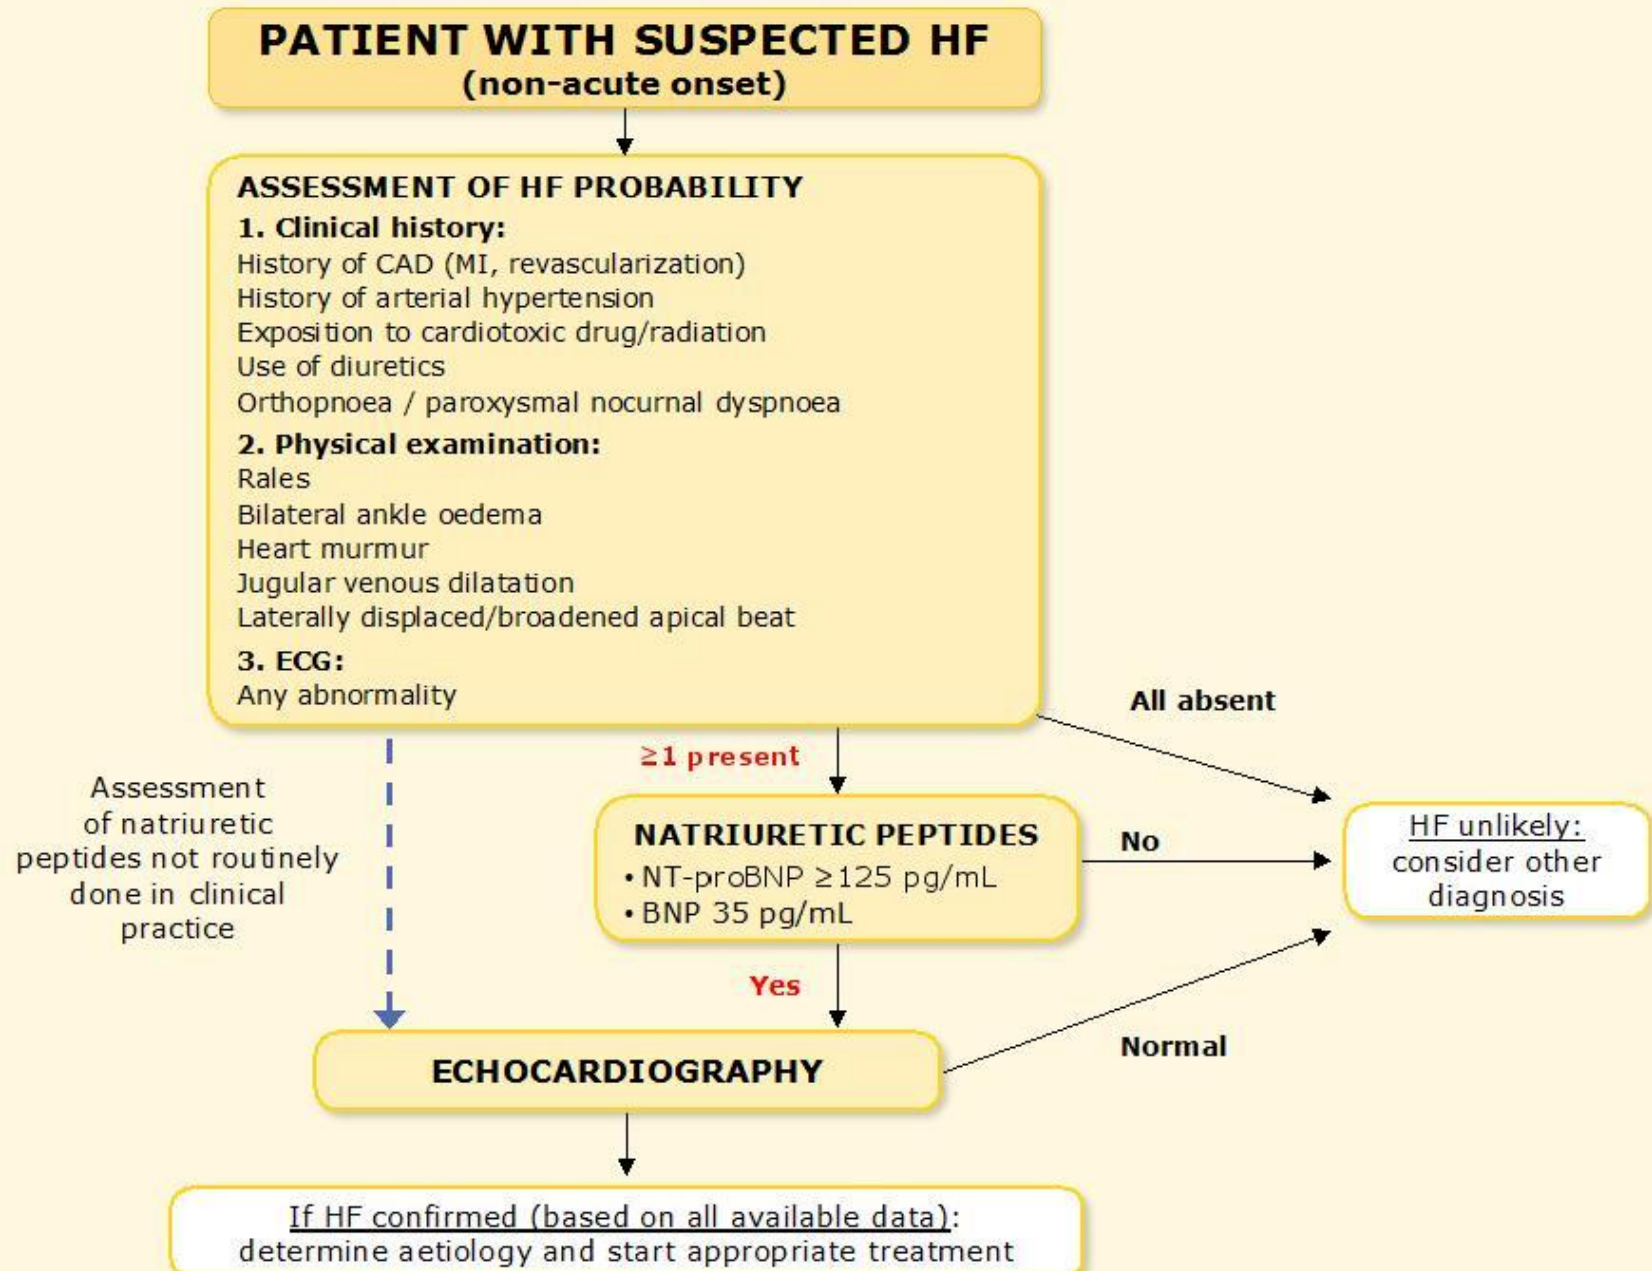 PATIENT WITH SUSPECTED HF
(non-acute onset)
ASSESSMENT OF HF PROBABILITY
1. Clinical history:
History of CAD (MI, revascularization)
History of arterial hypertension
Exposition to cardiotoxic drug/radiation
Use of diuretics
Orthopnoea / paroxysmal nocurnal dyspnoea
2. Physical examination:
Rales
Bilateral ankle oedema
Heart murmur
Jugular venous dilatation
Laterally displaced/broadened apical beat
3. ECG:
Any abnormality
All absent
≥1 present
Assessment
of natriuretic
peptides not routinely
done in clinical
practice
NATRIURETIC PEPTIDES
• NT-proBNP ≥125 pg/mL
• BNP 35 pg/mL
No
HF unlikely:
consider other
diagnosis
Yes
Normal
ECHOCARDIOGRAPHY
If HF confirmed (based on all available data):
determine aetiology and start appropriate treatment